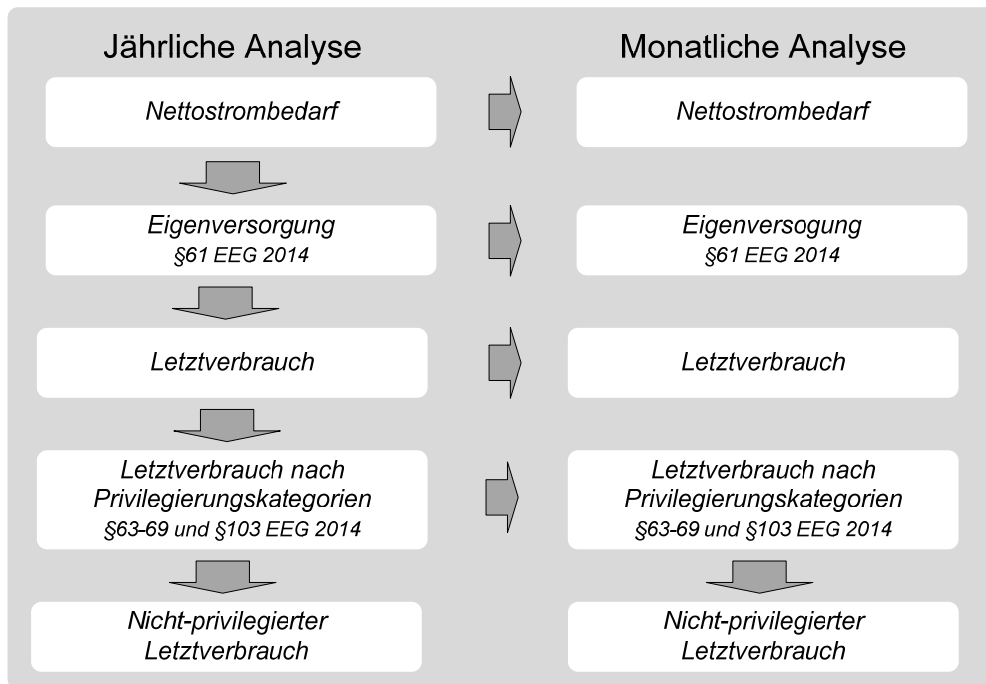 Jährliche Analyse
Monatliche Analyse
Nettostrombedarf
Nettostrombedarf
Eigenversorgung
§61 EEG 2014
Eigenversogung
§61 EEG 2014
Letztverbrauch
Letztverbrauch
Letztverbrauch nach
Privilegierungskategorien
§63-69 und §103 EEG 2014
Letztverbrauch nach
Privilegierungskategorien
§63-69 und §103 EEG 2014
Nicht-privilegierter
Letztverbrauch
Nicht-privilegierter
Letztverbrauch